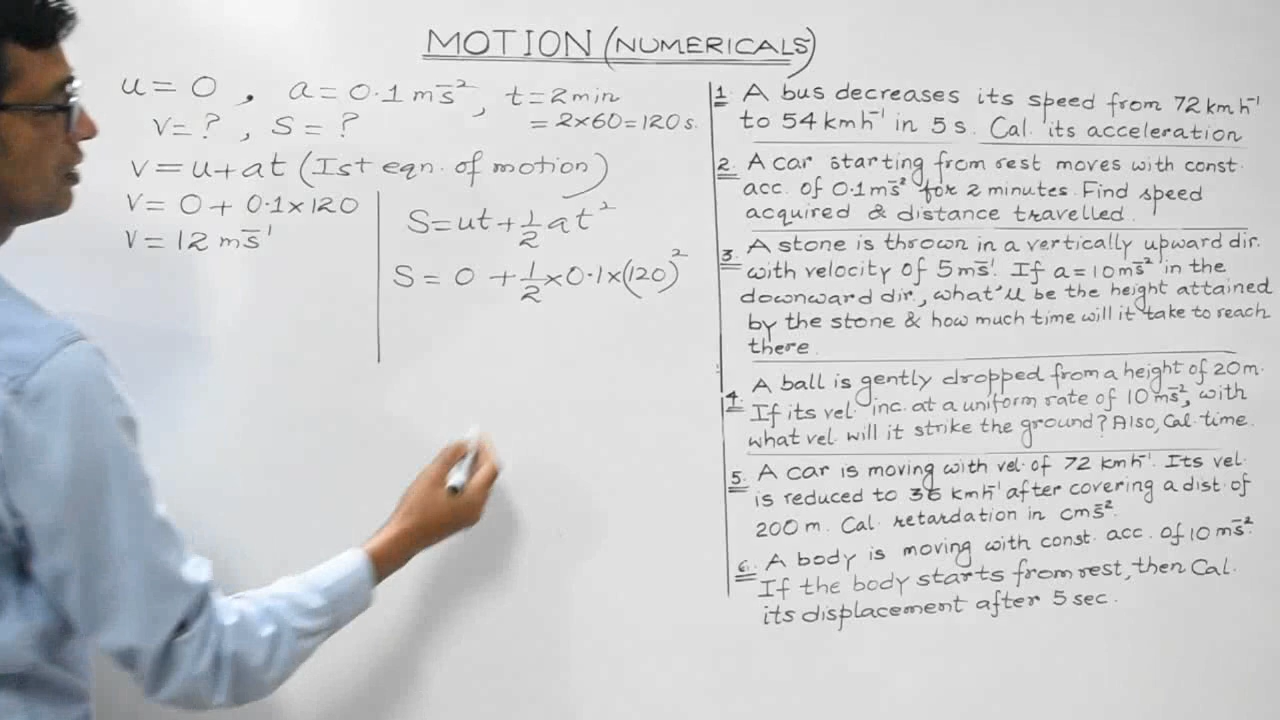 MOTION (NUMERICALS)
u = 0 , a = 0.1 ms⁻², t = 2 min
= 2×60 = 120 s.
v = ? , S = ?
v = u + at (Ist eqn. of motion)
v = 0 + 0.1×120
v = 12 ms⁻¹
S = ut + 1/2 at²
S = 0 + 1/2 × 0.1 × (120)²
1. A bus decreases its speed from 72 km h⁻¹
to 54 kmh⁻¹ in 5 s. Cal. its acceleration
2. A car starting from rest moves with const.
acc. of 0.1 ms⁻² for 2 minutes. Find speed
acquired & distance travelled.
3. A stone is thrown in a vertically upward dir.
with velocity of 5 ms⁻¹. If a = 10 ms⁻² in the
downward dir., what'll be the height attained
by the stone & how much time will it take to reach
there.
4. A ball is gently dropped from a height of 20 m.
If its vel. inc. at a uniform rate of 10 ms⁻², with
what vel. will it strike the ground? Also, Cal. time.
5. A car is moving with vel. of 72 kmh⁻¹. Its vel.
is reduced to 36 kmh⁻¹ after covering a dist. of
200 m. Cal. retardation in cms⁻².
6. A body is moving with const. acc. of 10 ms⁻².
If the body starts from rest, then Cal.
its displacement after 5 sec.